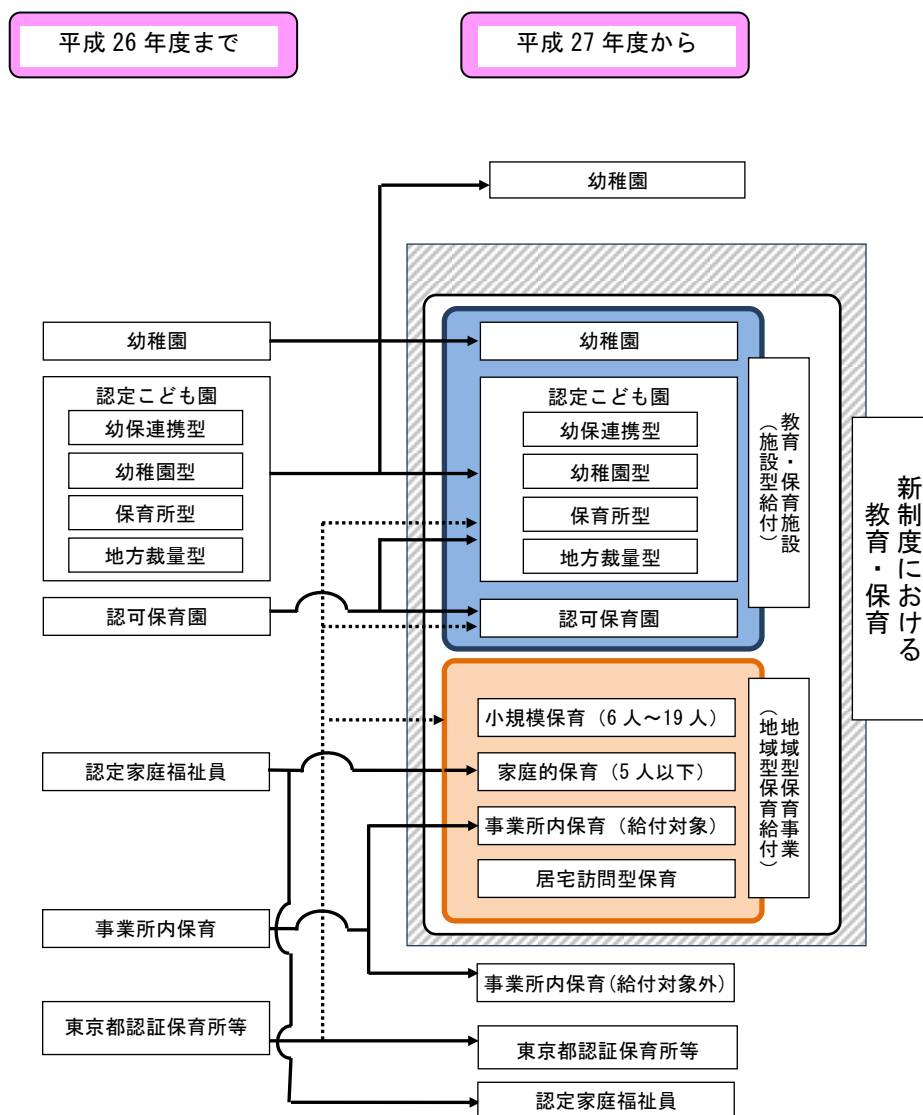 平成 26 年度まで
平成 27 年度から
幼稚園
幼稚園
認定こども園
幼保連携型
幼稚園型
保育所型
地方裁量型
認可保育園
認定家庭福祉員
事業所内保育
東京都認証保育所等
幼稚園
認定こども園
幼保連携型
幼稚園型
保育所型
地方裁量型
認可保育園
教育・保育施設
(施設型給付)
小規模保育（6 人～19 人）
家庭的保育（5 人以下）
事業所内保育（給付対象）
居宅訪問型保育
地域型保育事業
(地域型保育給付)
新制度における
教育・保育
事業所内保育(給付対象外)
東京都認証保育所等
認定家庭福祉員